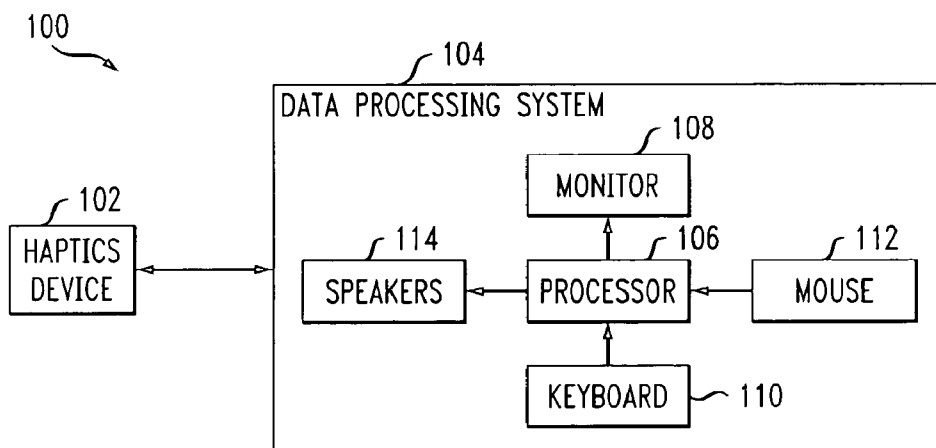 100
104
DATA PROCESSING SYSTEM
108
MONITOR
102
HAPTICS
DEVICE
114
SPEAKERS
106
PROCESSOR
112
MOUSE
KEYBOARD
110